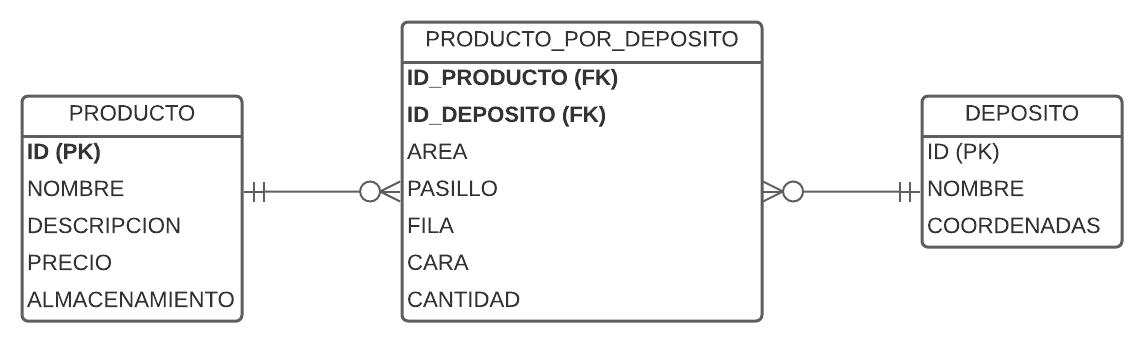 PRODUCTO
ID (PK)
NOMBRE
DESCRIPCION
PRECIO
ALMACENAMIENTO
PRODUCTO_POR_DEPOSITO
ID_PRODUCTO (FK)
ID_DEPOSITO (FK)
AREA
PASILLO
FILA
CARA
CANTIDAD
DEPOSITO
ID (PK)
NOMBRE
COORDENADAS